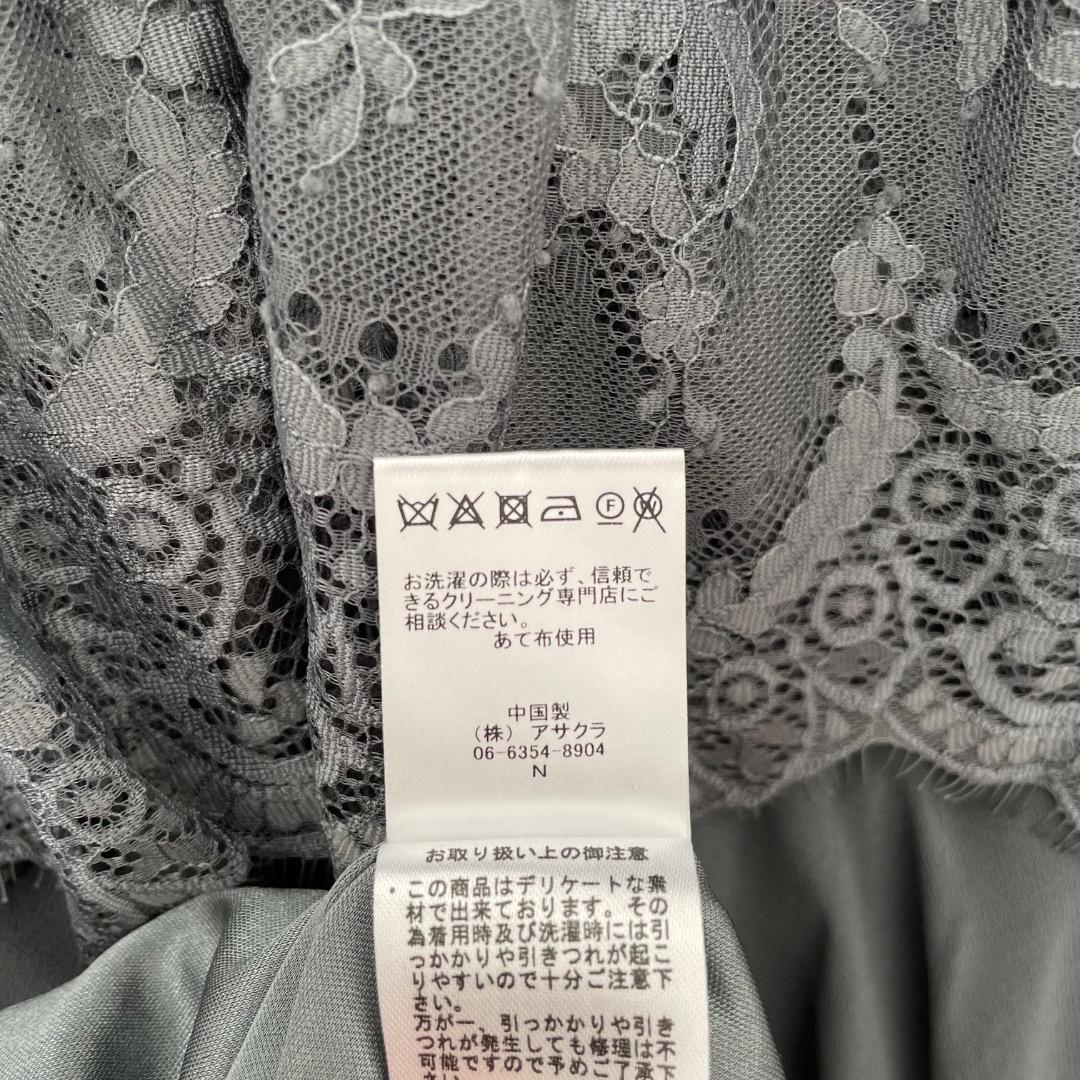 F W
お洗濯の際は必ず、信頼で
きるクリーニング専門店にご
相談ください。
あて布使用
中国製
(株) アサクラ
06-6354-8904
N
お取り扱い上の御注意
・この商品はデリケートな素
材で出来ております。その
為着用時及び洗濯時には引
っかかりや引きつれが起こ
りやすいので十分ご注意下
さい。
万が一、引っかかりや引き
つれが発生しても修理は不
可能ですので予めご了承下
さい。